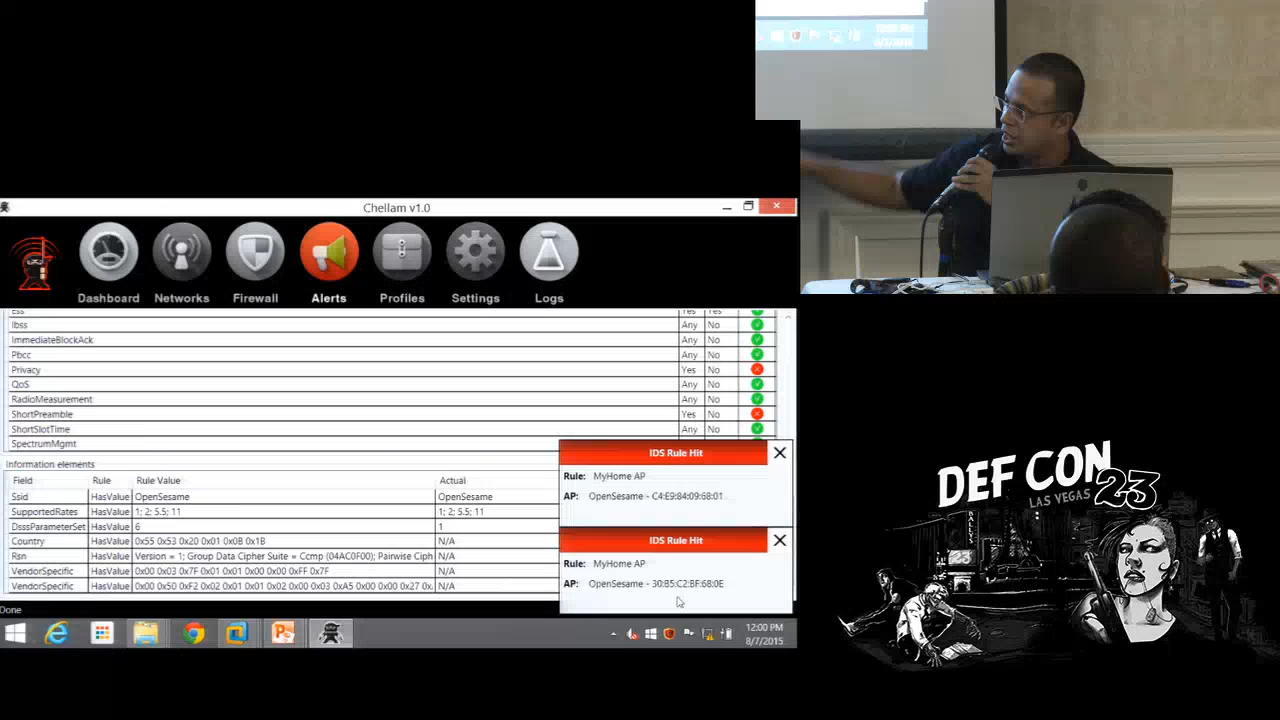 Chellam v1.0
Dashboard Networks Firewall Alerts Profiles Settings Logs
Ess Yes Yes
Ibss Any No
ImmediateBlockAck Any No
Pbcc Any No
Privacy Yes No
QoS Any No
RadioMeasurement Any No
ShortPreamble Yes No
ShortSlotTime Any No
SpectrumMgmt
Information elements
Field Rule Rule Value Actual
Ssid HasValue OpenSesame OpenSesame
SupportedRates HasValue 1; 2; 5.5; 11 1; 2; 5.5; 11
DsssParameterSet HasValue 6 1
Country HasValue 0x55 0x53 0x20 0x01 0x0B 0x1B N/A
Rsn HasValue Version = 1; Group Data Cipher Suite = Ccmp (04AC0F00); Pairwise Ciph N/A
VendorSpecific HasValue 0x00 0x03 0x7F 0x01 0x01 0x00 0x00 0xFF 0x7F N/A
VendorSpecific HasValue 0x00 0x50 0xF2 0x02 0x01 0x01 0x02 0x00 0x03 0xA5 0x00 0x00 0x27 0x. N/A
IDS Rule Hit
Rule: MyHome AP
AP: OpenSesame - C4:E9:84:09:68:01
IDS Rule Hit
Rule: MyHome AP
AP: OpenSesame - 30:B5:C2:BF:68:0E
Done
12:00 PM
8/7/2015
DEF CON
LAS VEGAS 23
BALLYS